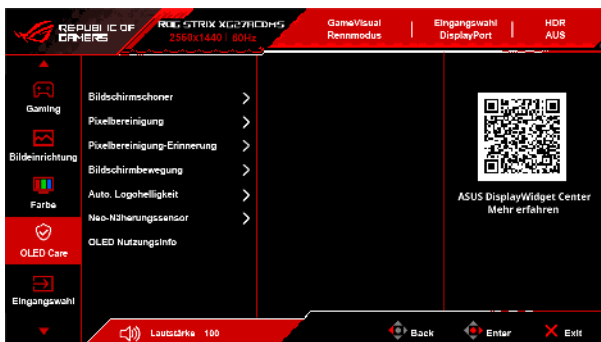 REPUBLIC OF
GAMERS
ROG STRIX XG27ACDMS
2560x1440 | 60Hz
GameVisual
Rennmodus
Eingangswahl
DisplayPort
HDR
AUS
Gaming
Bildeinrichtung
Farbe
OLED Care
Eingangswahl
Bildschirmschoner
Pixelbereinigung
Pixelbereinigung-Erinnerung
Bildschirmbewegung
Auto. Logohelligkeit
Neo-Näherungssensor
OLED Nutzungsinfo
ASUS DisplayWidget Center
Mehr erfahren
Lautstärke 100
Back
Enter
Exit